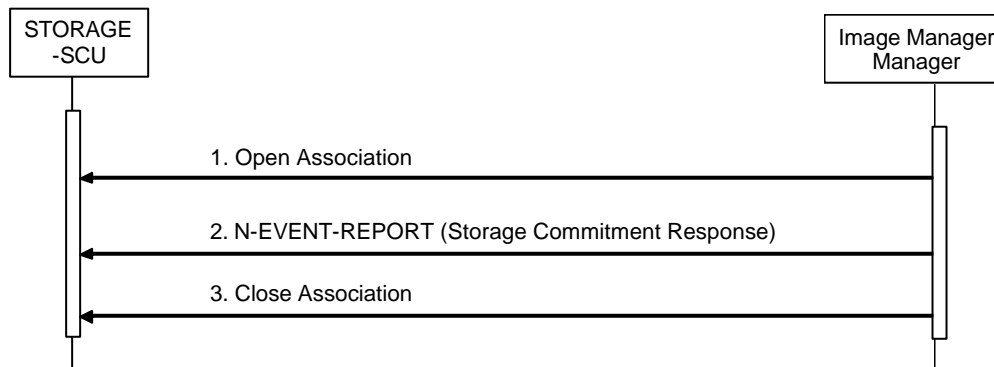 STORAGE
-SCU
Image Manager
Manager
1. Open Association
2. N-EVENT-REPORT (Storage Commitment Response)
3. Close Association